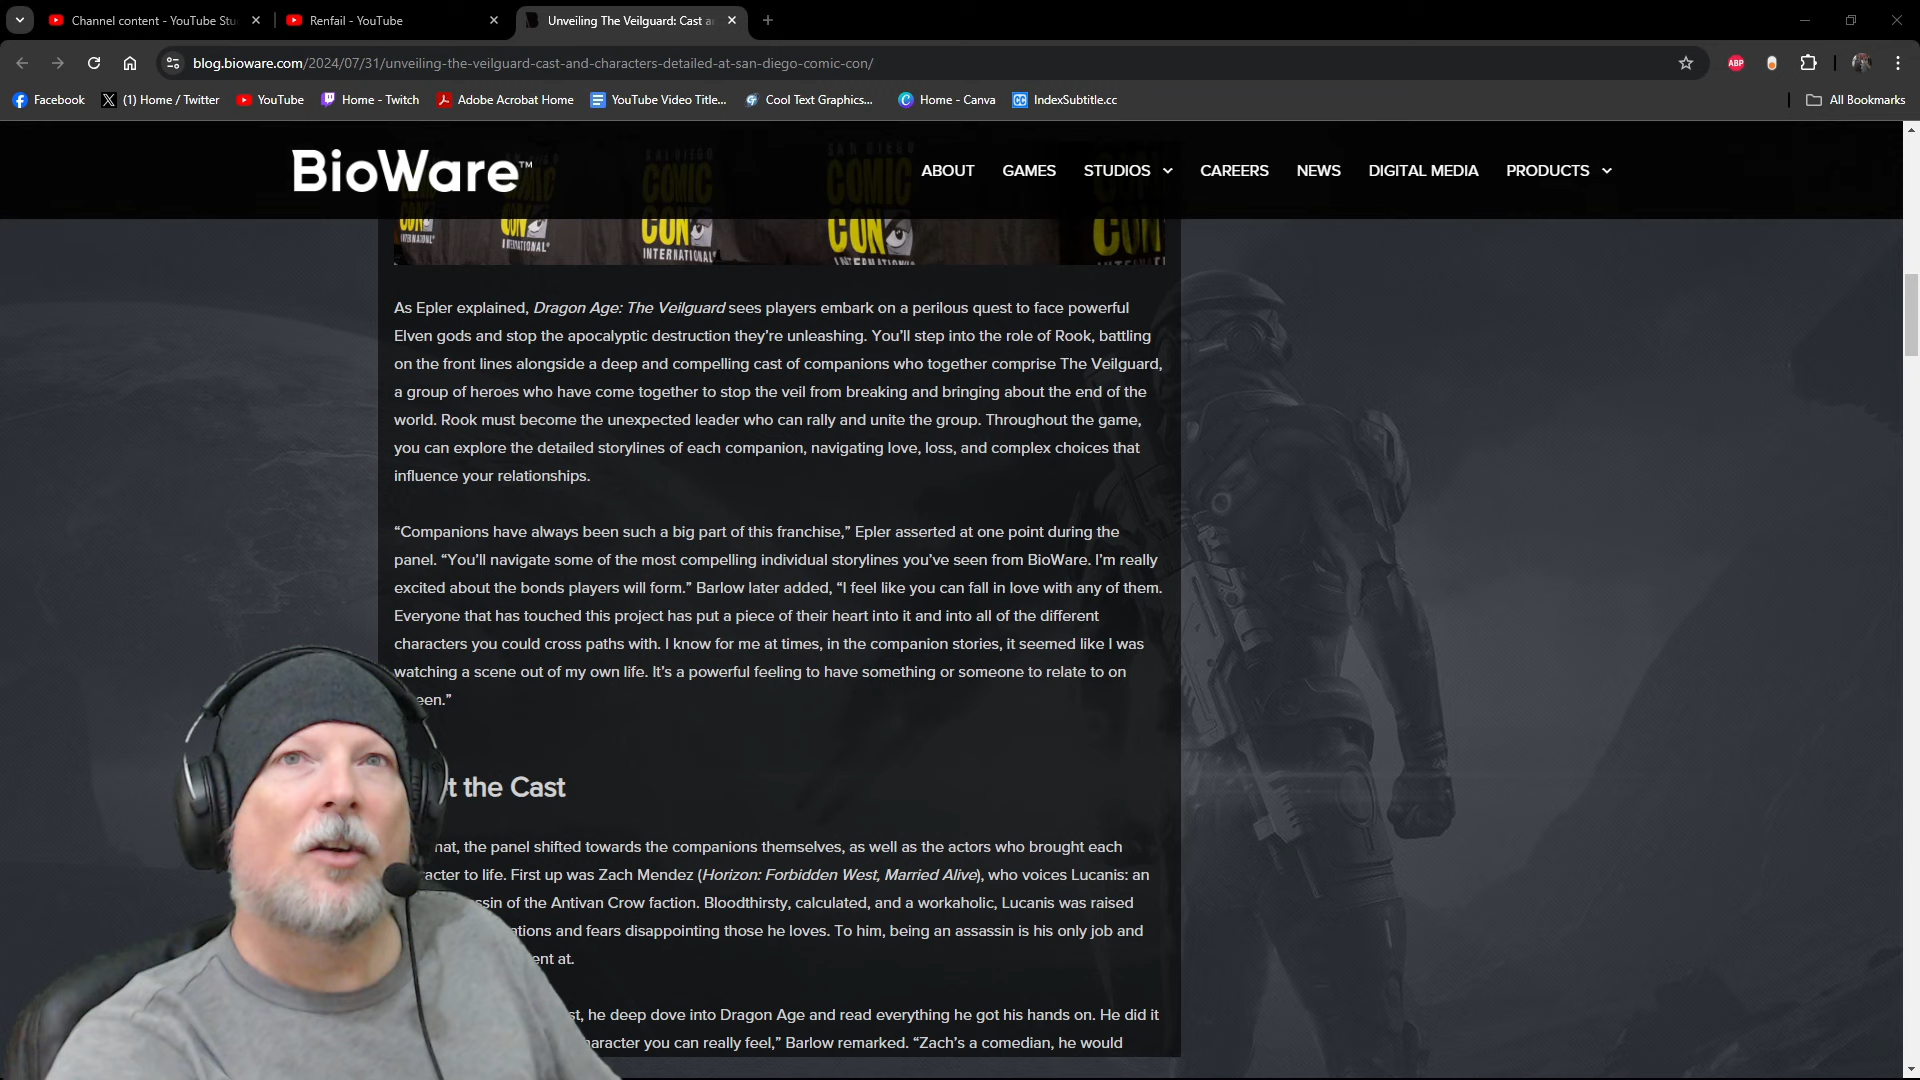 Channel content - YouTube Stu
Renfail - YouTube
Unveiling The Veilguard: Cast a
blog.bioware.com/2024/07/31/unveiling-the-veilguard-cast-and-characters-detailed-at-san-diego-comic-con/
ABP
Facebook
(1) Home / Twitter
YouTube
Home - Twitch
Adobe Acrobat Home
YouTube Video Title...
Cool Text Graphics...
Home - Canva
IndexSubtitle.cc
All Bookmarks
BioWare™
ABOUT
GAMES
STUDIOS
CAREERS
NEWS
DIGITAL MEDIA
PRODUCTS
SAN DIEGO
COMIC
CON
INTERNATIONAL
SAN DIEGO
COMIC
CON
INTERNATIONAL
As Epler explained, Dragon Age: The Veilguard sees players embark on a perilous quest to face powerful
Elven gods and stop the apocalyptic destruction they’re unleashing. You’ll step into the role of Rook, battling
on the front lines alongside a deep and compelling cast of companions who together comprise The Veilguard,
a group of heroes who have come together to stop the veil from breaking and bringing about the end of the
world. Rook must become the unexpected leader who can rally and unite the group. Throughout the game,
you can explore the detailed storylines of each companion, navigating love, loss, and complex choices that
influence your relationships.
“Companions have always been such a big part of this franchise,” Epler asserted at one point during the
panel. “You’ll navigate some of the most compelling individual storylines you’ve seen from BioWare. I’m really
excited about the bonds players will form.” Barlow later added, “I feel like you can fall in love with any of them.
Everyone that has touched this project has put a piece of their heart into it and into all of the different
characters you could cross paths with. I know for me at times, in the companion stories, it seemed like I was
watching a scene out of my own life. It’s a powerful feeling to have something or someone to relate to on
een.”
t the Cast
hat, the panel shifted towards the companions themselves, as well as the actors who brought each
acter to life. First up was Zach Mendez (Horizon: Forbidden West, Married Alive), who voices Lucanis: an
ssin of the Antivan Crow faction. Bloodthirsty, calculated, and a workaholic, Lucanis was raised
ations and fears disappointing those he loves. To him, being an assassin is his only job and
ent at.
st, he deep dove into Dragon Age and read everything he got his hands on. He did it
haracter you can really feel,” Barlow remarked. “Zach’s a comedian, he would